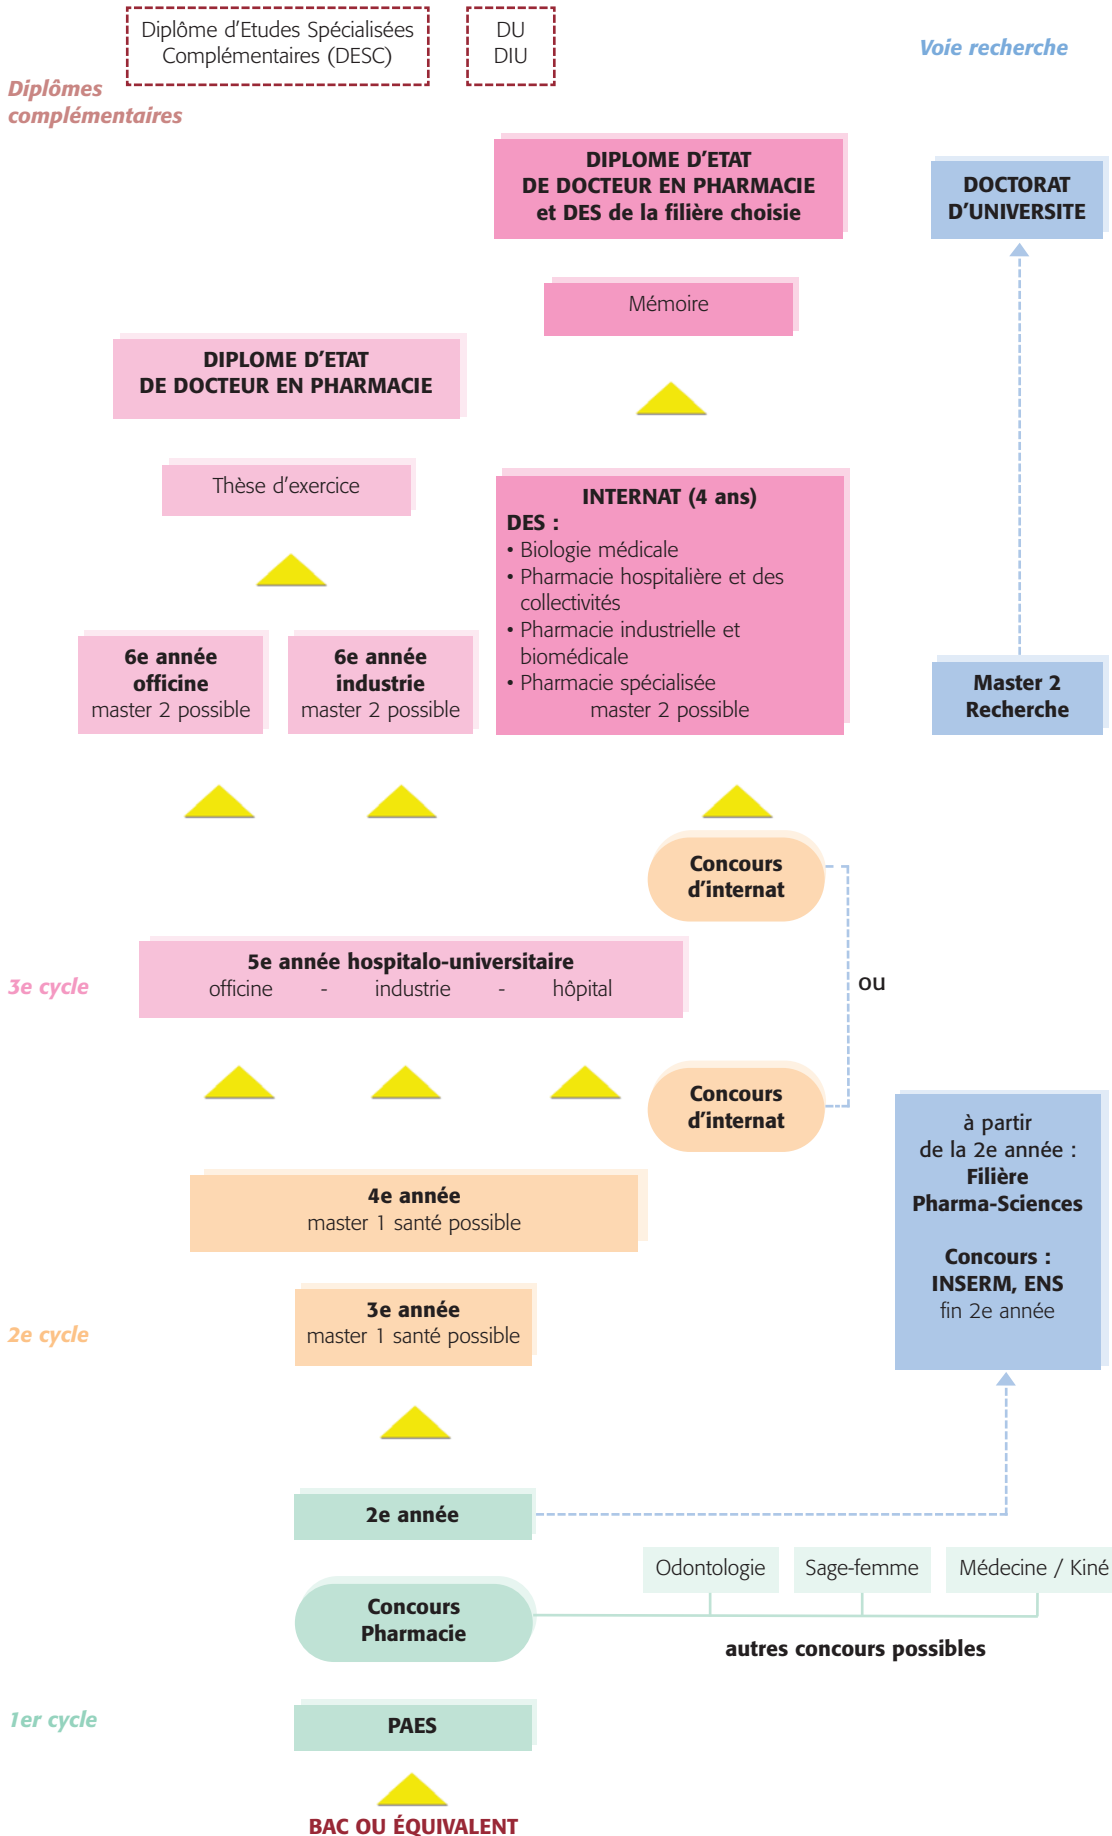 Diplôme d'Etudes Spécialisées
Complémentaires (DESC)
DU
DIU
Voie recherche
Diplômes
complémentaires
DIPLOME D'ETAT
DE DOCTEUR EN PHARMACIE
et DES de la filière choisie
DOCTORAT
D'UNIVERSITE
Mémoire
DIPLOME D'ETAT
DE DOCTEUR EN PHARMACIE
Thèse d'exercice
INTERNAT (4 ans)
DES :
• Biologie médicale
• Pharmacie hospitalière et des
collectivités
• Pharmacie industrielle et
biomédicale
• Pharmacie spécialisée
master 2 possible
6e année
officine
master 2 possible
6e année
industrie
master 2 possible
Master 2
Recherche
Concours
d'internat
3e cycle
5e année hospitalo-universitaire
officine - industrie - hôpital
ou
Concours
d'internat
à partir
de la 2e année :
Filière
Pharma-Sciences
Concours :
INSERM, ENS
fin 2e année
4e année
master 1 santé possible
2e cycle
3e année
master 1 santé possible
2e année
Odontologie
Sage-femme
Médecine / Kiné
Concours
Pharmacie
autres concours possibles
1er cycle
PAES
BAC OU ÉQUIVALENT